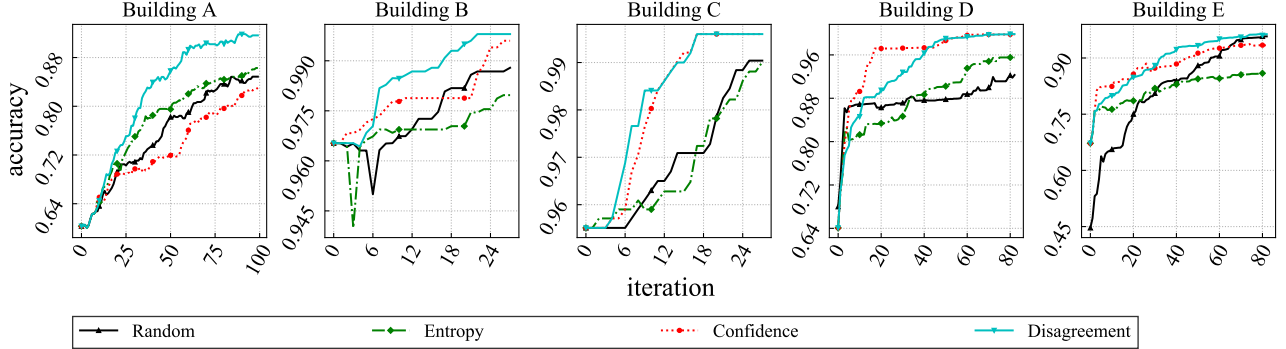 Building A Building B Building C Building D Building E
accuracy
0.88 0.80 0.72 0.64
0.990 0.975 0.960 0.945
0.99 0.98 0.97 0.96
0.96 0.88 0.80 0.72 0.64
0.90 0.75 0.60 0.45
0 25 50 75 100
0 6 12 18 24
0 6 12 18 24
0 20 40 60 80
0 20 40 60 80
iteration
Random Entropy Confidence Disagreement